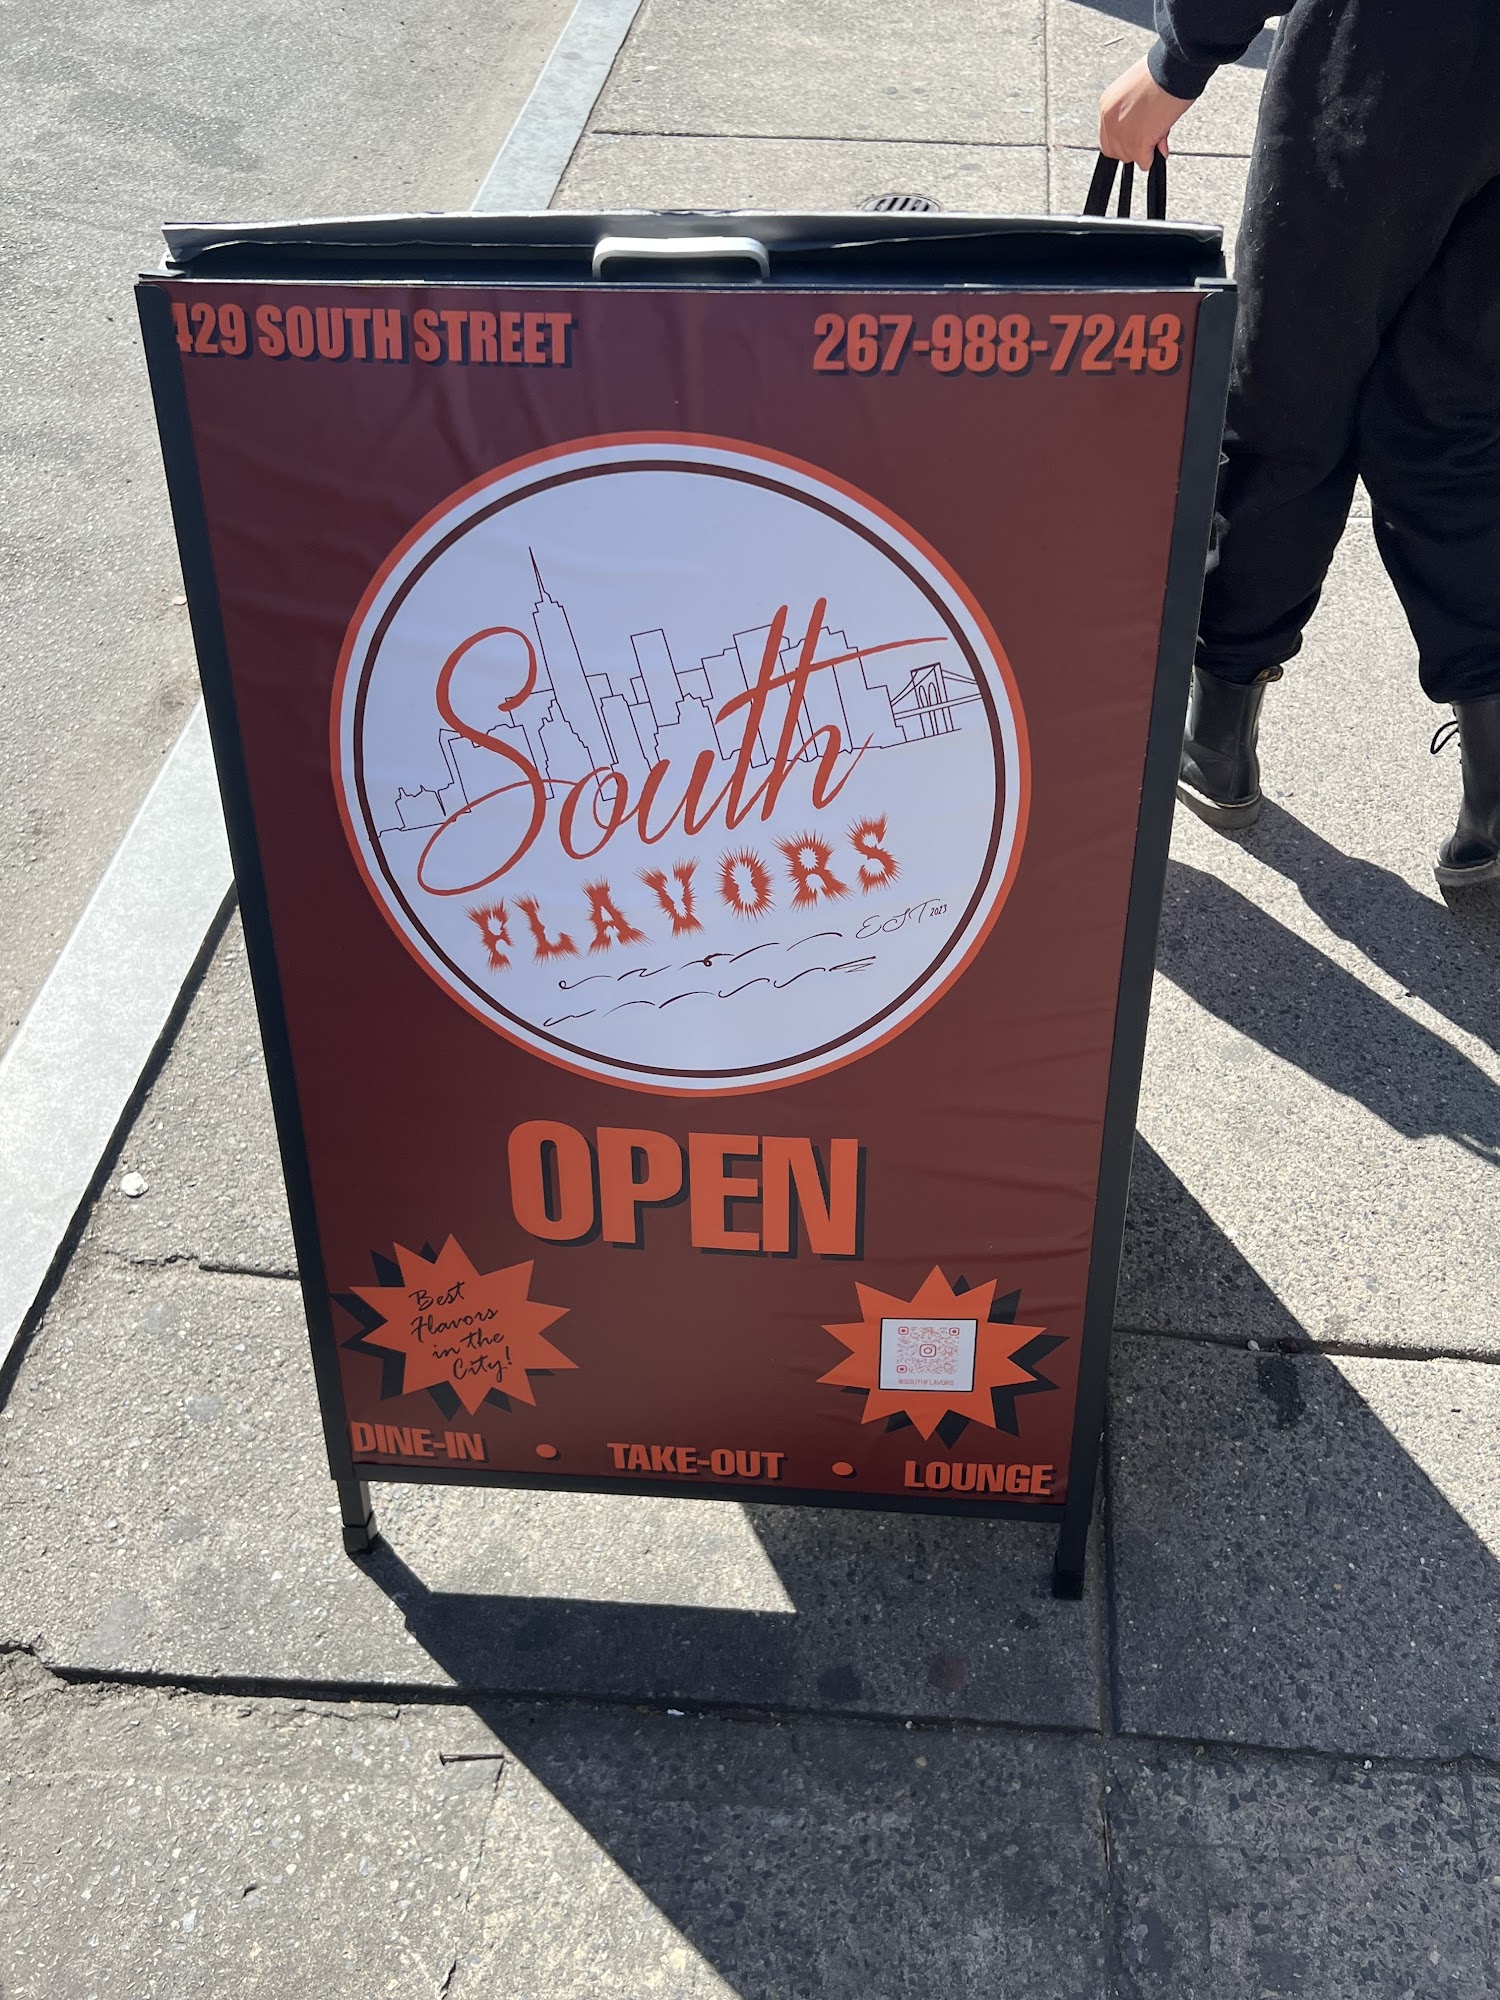 429 SOUTH STREET
267-988-7243
South
FLAVORS
EST 2023
OPEN
Best
Flavors
in the
City!
@SOUTHFLAVORS
DINE-IN • TAKE-OUT • LOUNGE